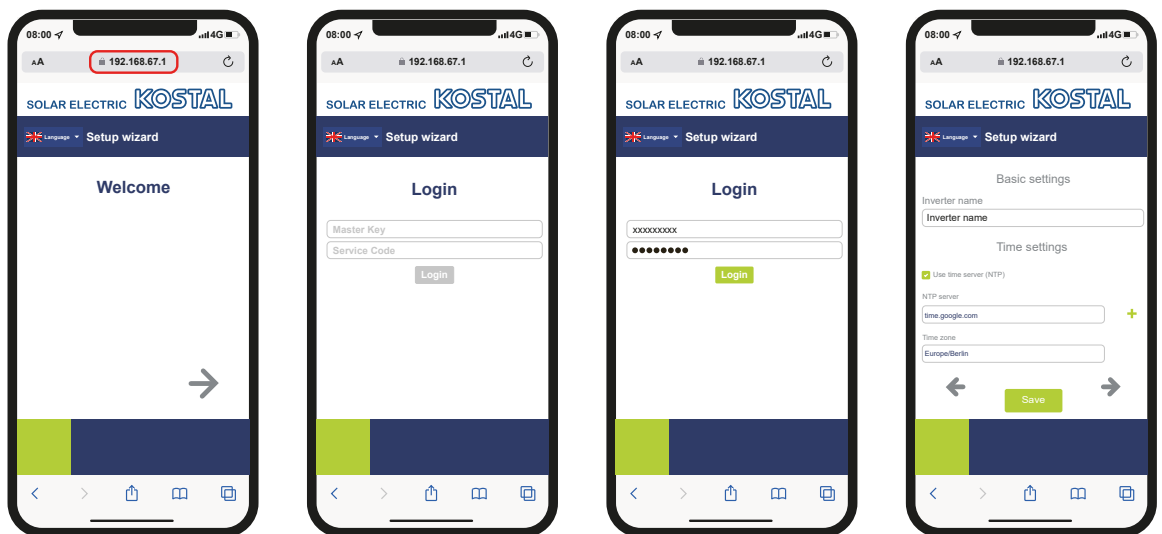 08:00 4G
AA 192.168.67.1
SOLAR ELECTRIC KOSTAL
Language Setup wizard
Welcome
08:00 4G
AA 192.168.67.1
SOLAR ELECTRIC KOSTAL
Language Setup wizard
Login
Master Key
Service Code
Login
08:00 4G
AA 192.168.67.1
SOLAR ELECTRIC KOSTAL
Language Setup wizard
Login
xxxxxxxxx
●●●●●●●●
Login
08:00 4G
AA 192.168.67.1
SOLAR ELECTRIC KOSTAL
Language Setup wizard
Basic settings
Inverter name
Inverter name
Time settings
Use time server (NTP)
NTP server
time.google.com +
Time zone
Europe/Berlin
Save